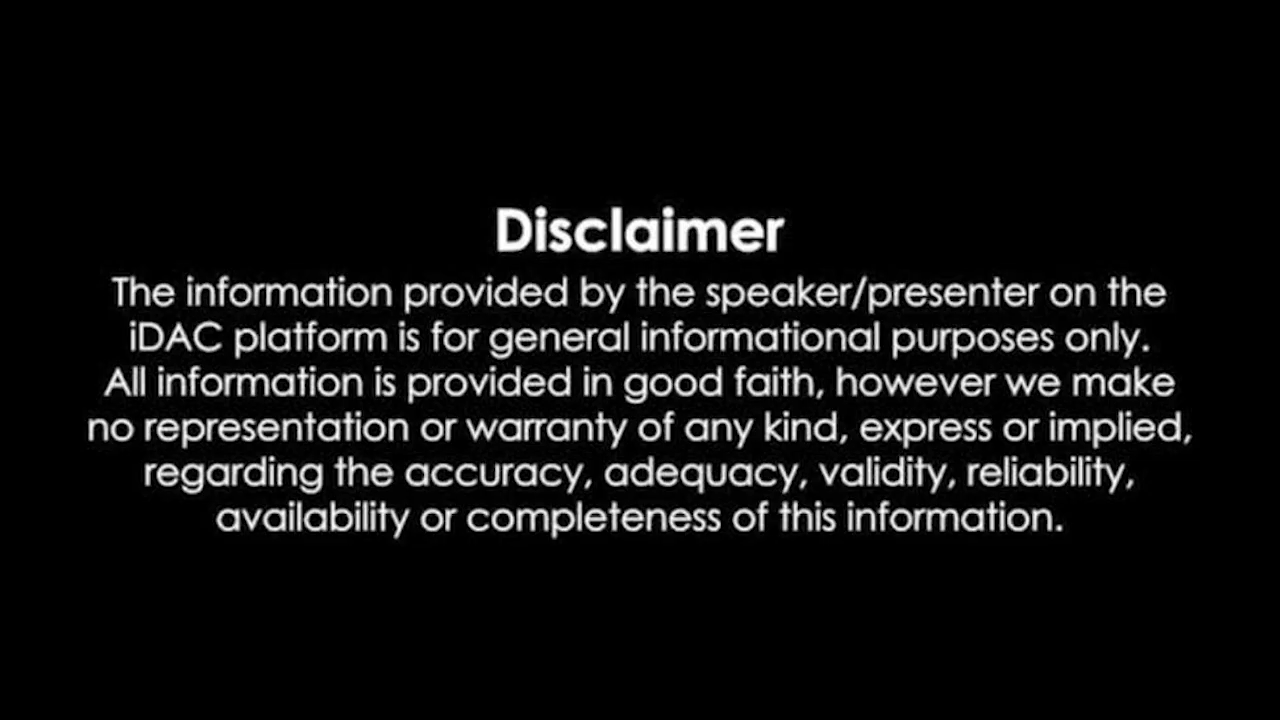 Disclaimer
The information provided by the speaker/presenter on the
iDAC platform is for general informational purposes only.
All information is provided in good faith, however we make
no representation or warranty of any kind, express or implied,
regarding the accuracy, adequacy, validity, reliability,
availability or completeness of this information.